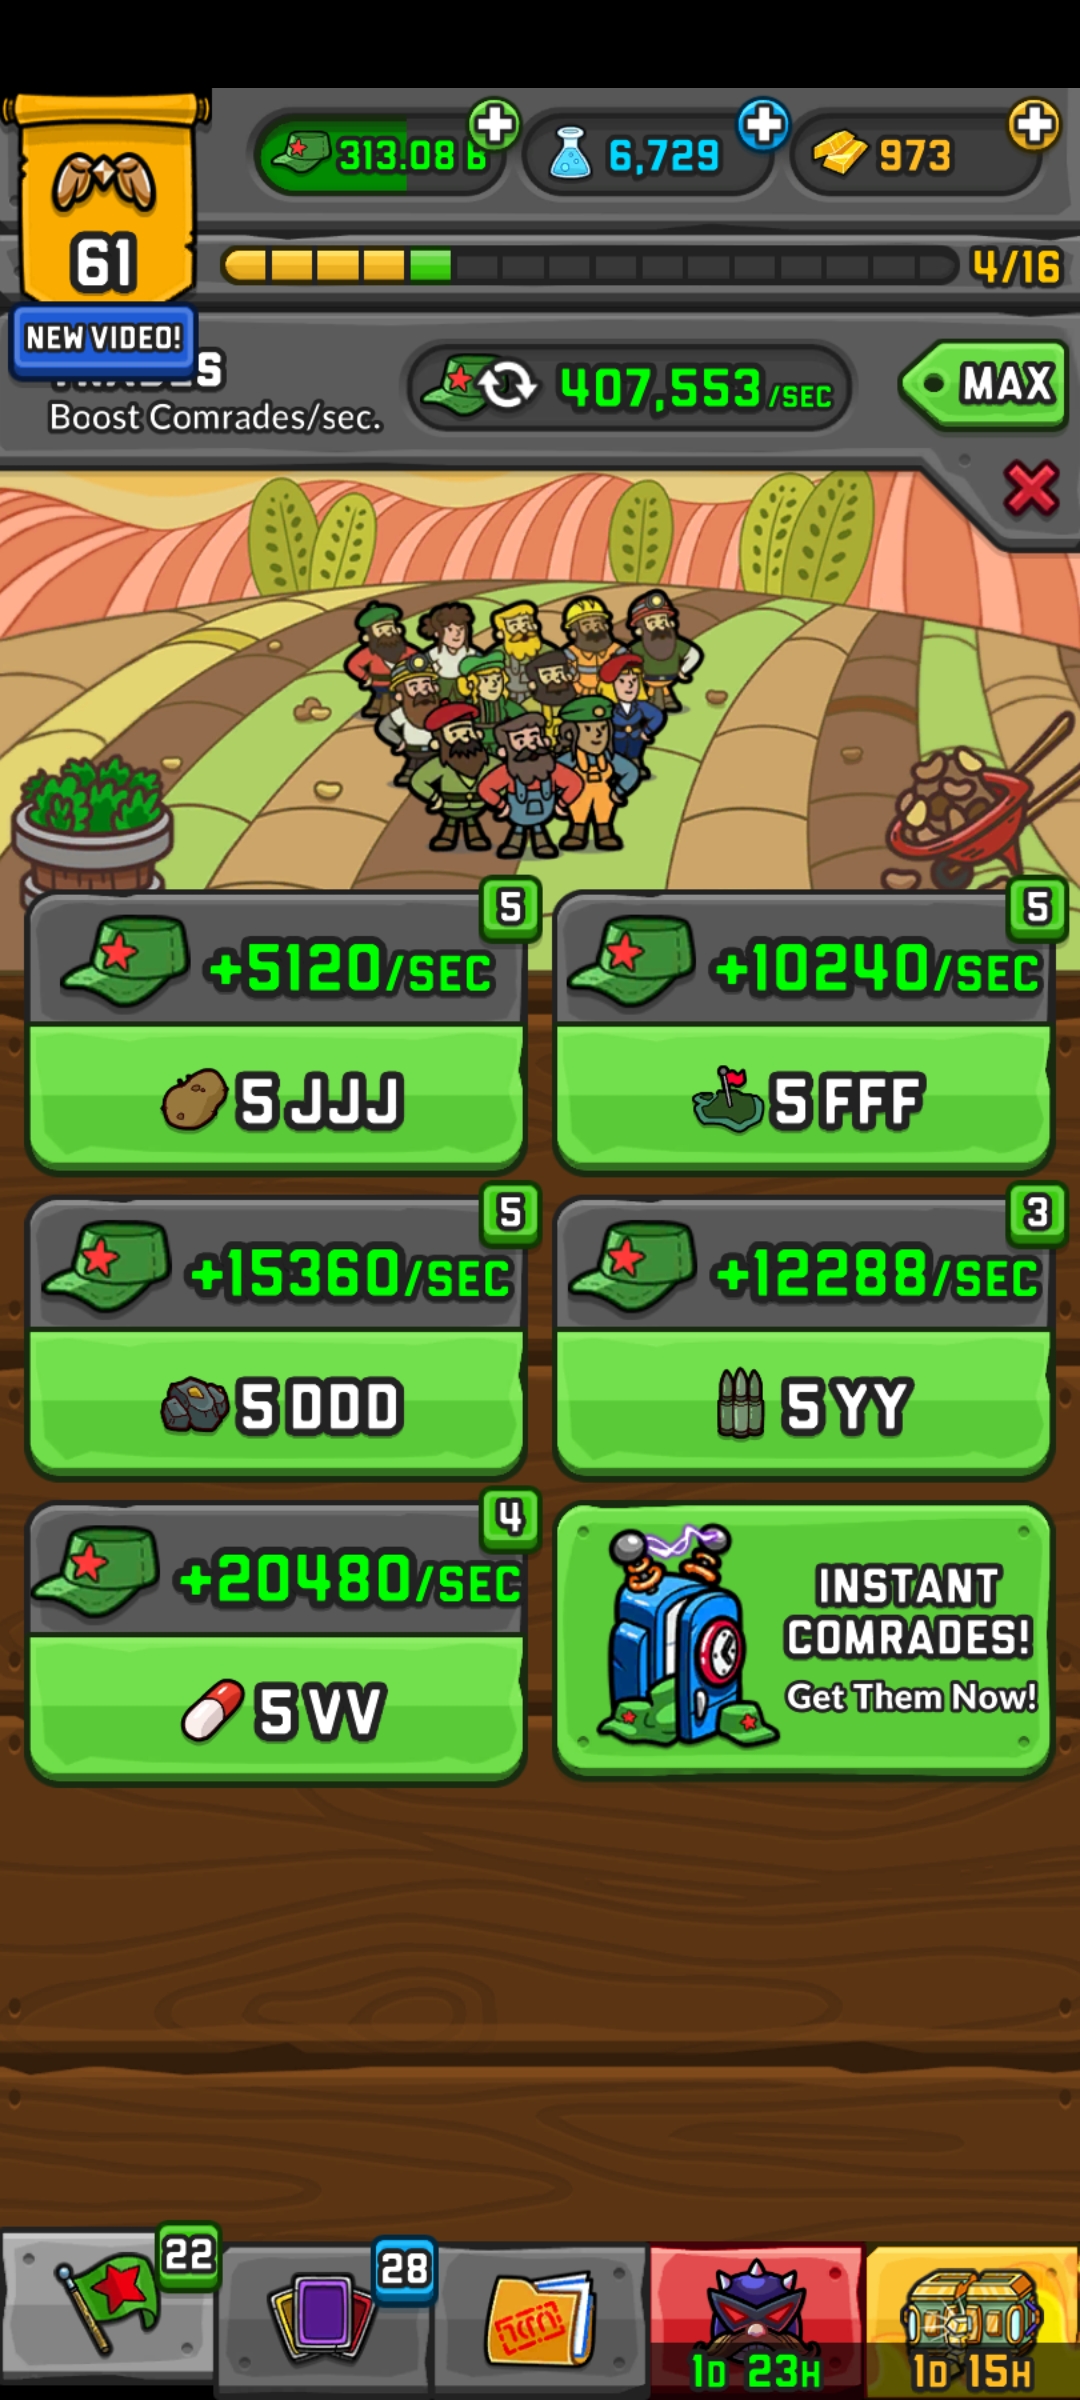 313.08 B
6,729
973
61
4/16
NEW VIDEO!
Boost Comrades/sec.
407,553/SEC
MAX
5
+5120/SEC
5 JJJ
5
+10240/SEC
5 FFF
5
+15360/SEC
5 DDD
3
+12288/SEC
5 YY
4
+20480/SEC
5 VV
INSTANT
COMRADES!
Get Them Now!
22
28
1D 23H
1D 15H